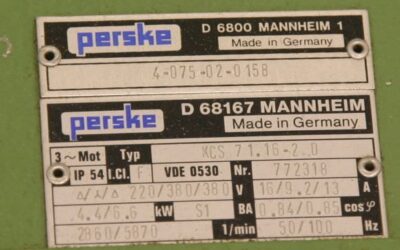 perske D 6800 MANNHEIM 1
Made in Germany
4-075-02-0158
perske D 68167 MANNHEIM
Made in Germany
3~Mot Typ KCS 71.16-2.D
IP 54 I.Cl. F VDE 0530 Nr. 772318
Δ/⅄/Δ 220/380/380 V 16/9.2/13 A
4.4/6.6 kW S1 BA 0.84/0.85 cosφ
2860/5870 1/min 50/100 Hz